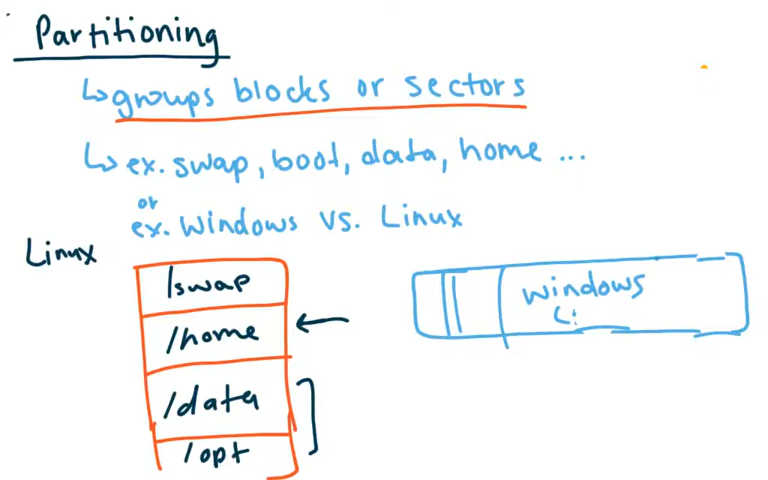 Partitioning
↳groups blocks or sectors
↳ex. swap, boot, data, home ...
or
ex. Windows vs. Linux
Linux
/swap
/home
/data
/opt
windows
C: